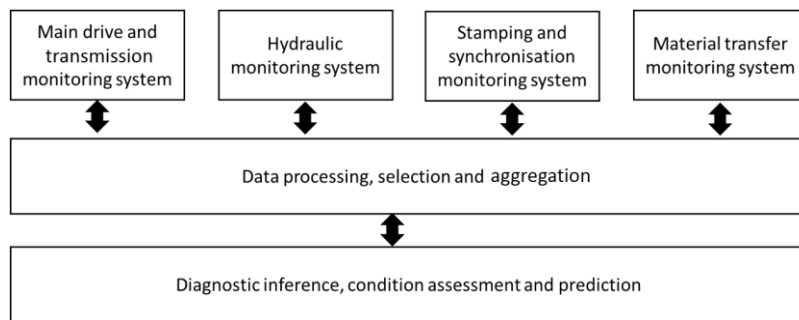 Main drive and
transmission
monitoring system
Hydraulic
monitoring system
Stamping and
synchronisation
monitoring system
Material transfer
monitoring system
Data processing, selection and aggregation
Diagnostic inference, condition assessment and prediction